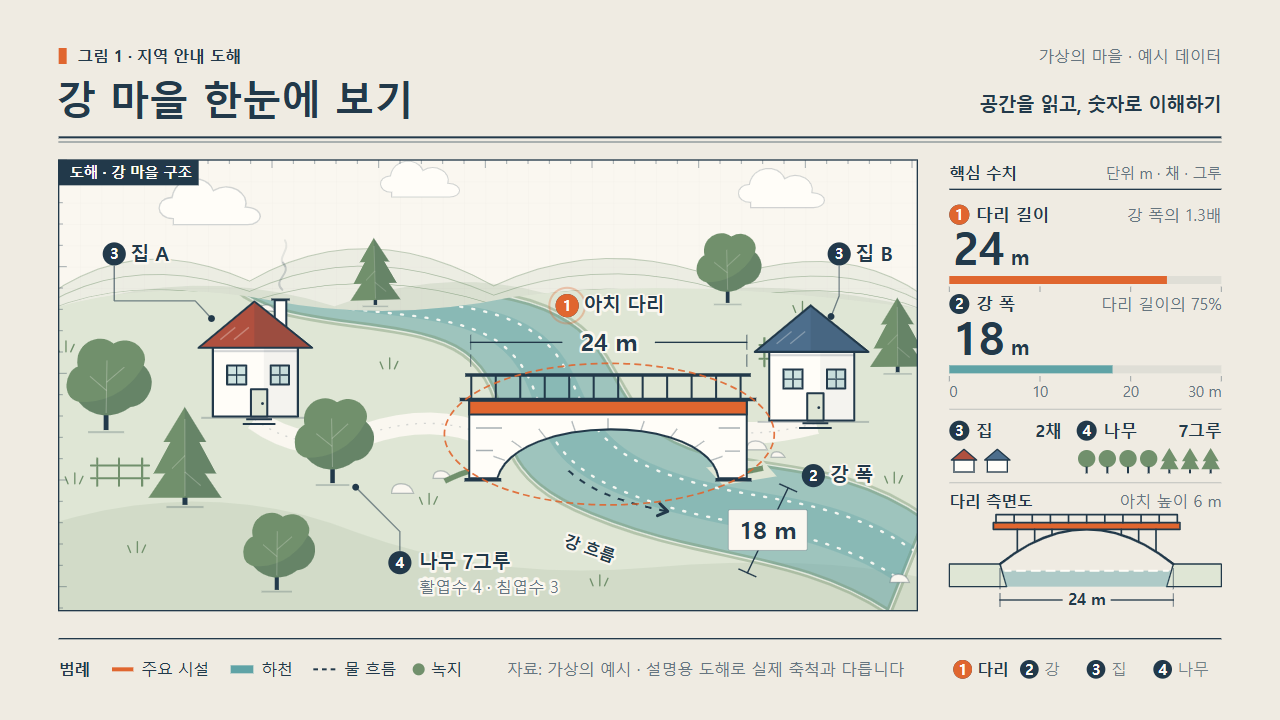 그림 1 · 지역 안내 도해
가상의 마을 · 예시 데이터
강 마을 한눈에 보기
공간을 읽고, 숫자로 이해하기
도해 · 강 마을 구조
3 집 A
3 집 B
1 아치 다리
24 m
2 강 폭
18 m
강 흐름
4 나무 7그루
활엽수 4 · 침엽수 3
핵심 수치
단위 m · 채 · 그루
1 다리 길이
강 폭의 1.3배
24 m
2 강 폭
다리 길이의 75%
18 m
0 10 20 30 m
3 집 2채
4 나무 7그루
다리 측면도
아치 높이 6 m
24 m
범례 주요 시설 하천 물 흐름 녹지
자료: 가상의 예시 · 설명용 도해로 실제 축척과 다릅니다
1 다리 2 강 3 집 4 나무